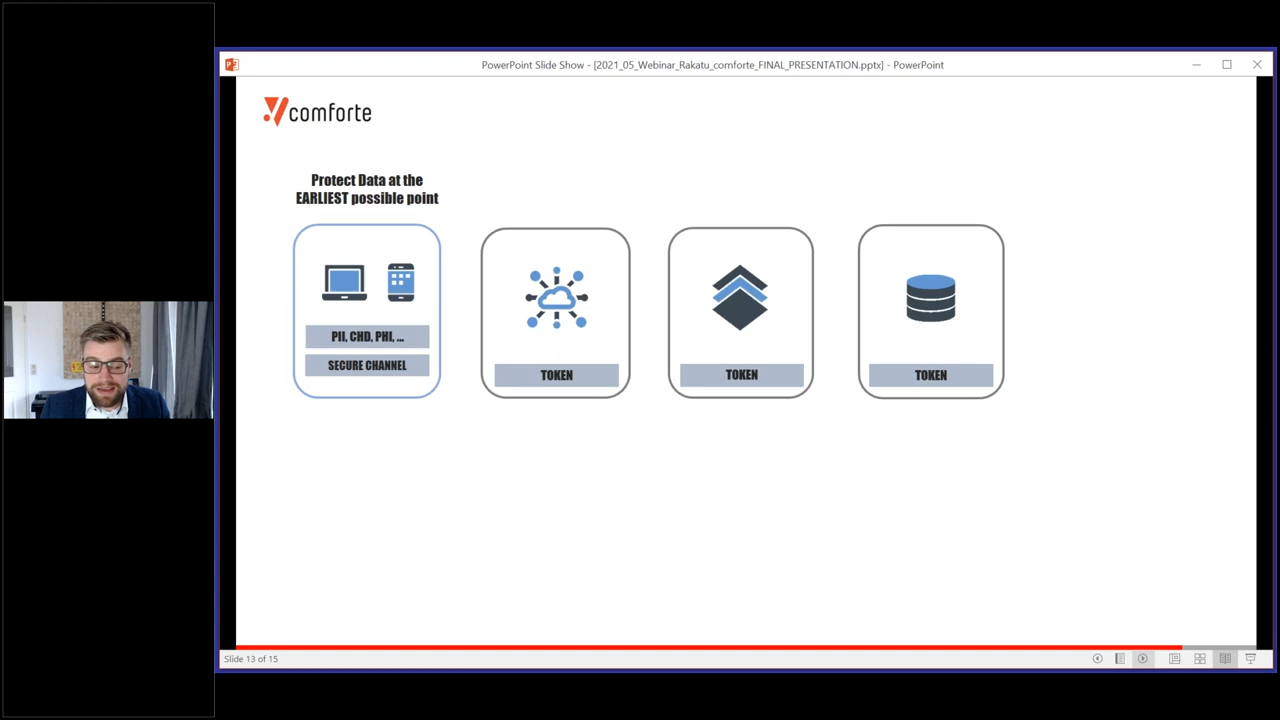 PowerPoint Slide Show - [2021_05_Webinar_Rakatu_comforte_FINAL_PRESENTATION.pptx] - PowerPoint
comforte
Protect Data at the
EARLIEST possible point
PII, CHD, PHI, ...
SECURE CHANNEL
TOKEN
TOKEN
TOKEN
Slide 13 of 15